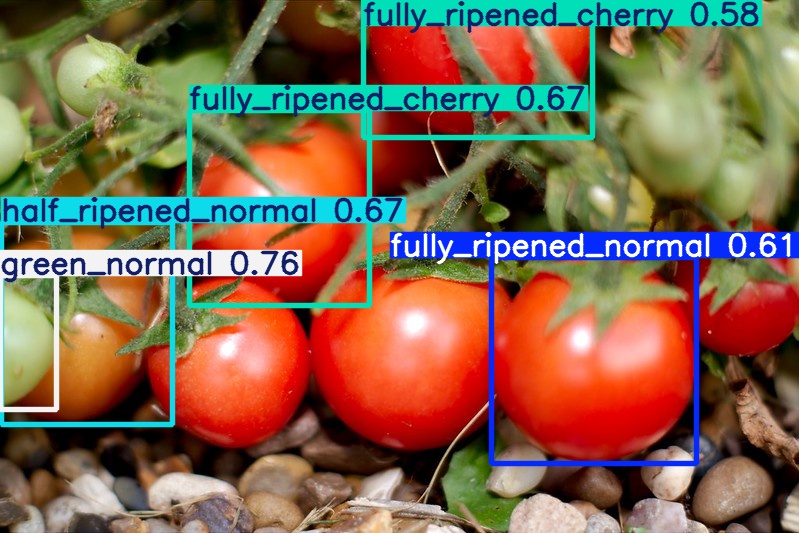 fully_ripened_cherry 0.58
fully_ripened_cherry 0.67
half_ripened_normal 0.67
fully_ripened_normal 0.61
green_normal 0.76